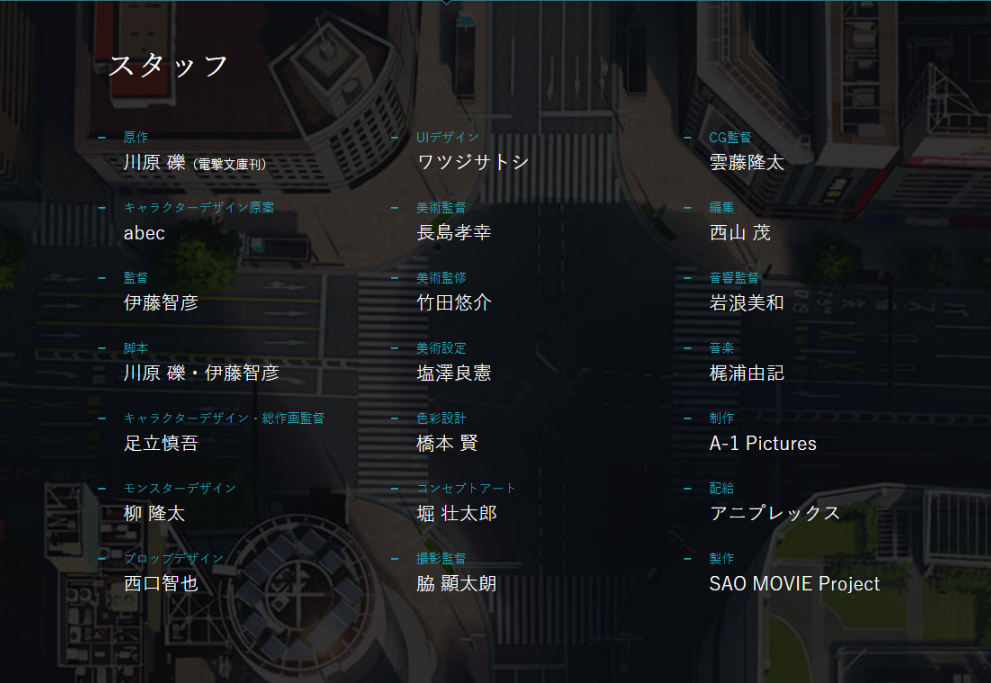 スタッフ
原作
川原 礫（電撃文庫刊）
キャラクターデザイン原案
abec
監督
伊藤智彦
脚本
川原 礫・伊藤智彦
キャラクターデザイン・総作画監督
足立慎吾
モンスターデザイン
柳 隆太
プロップデザイン
西口智也
UIデザイン
ワツジサトシ
美術監督
長島孝幸
美術監修
竹田悠介
美術設定
塩澤良憲
色彩設計
橋本 賢
コンセプトアート
堀 壮太郎
撮影監督
脇 顯太朗
CG監督
雲藤隆太
編集
西山 茂
音響監督
岩浪美和
音楽
梶浦由記
制作
A-1 Pictures
配給
アニプレックス
製作
SAO MOVIE Project